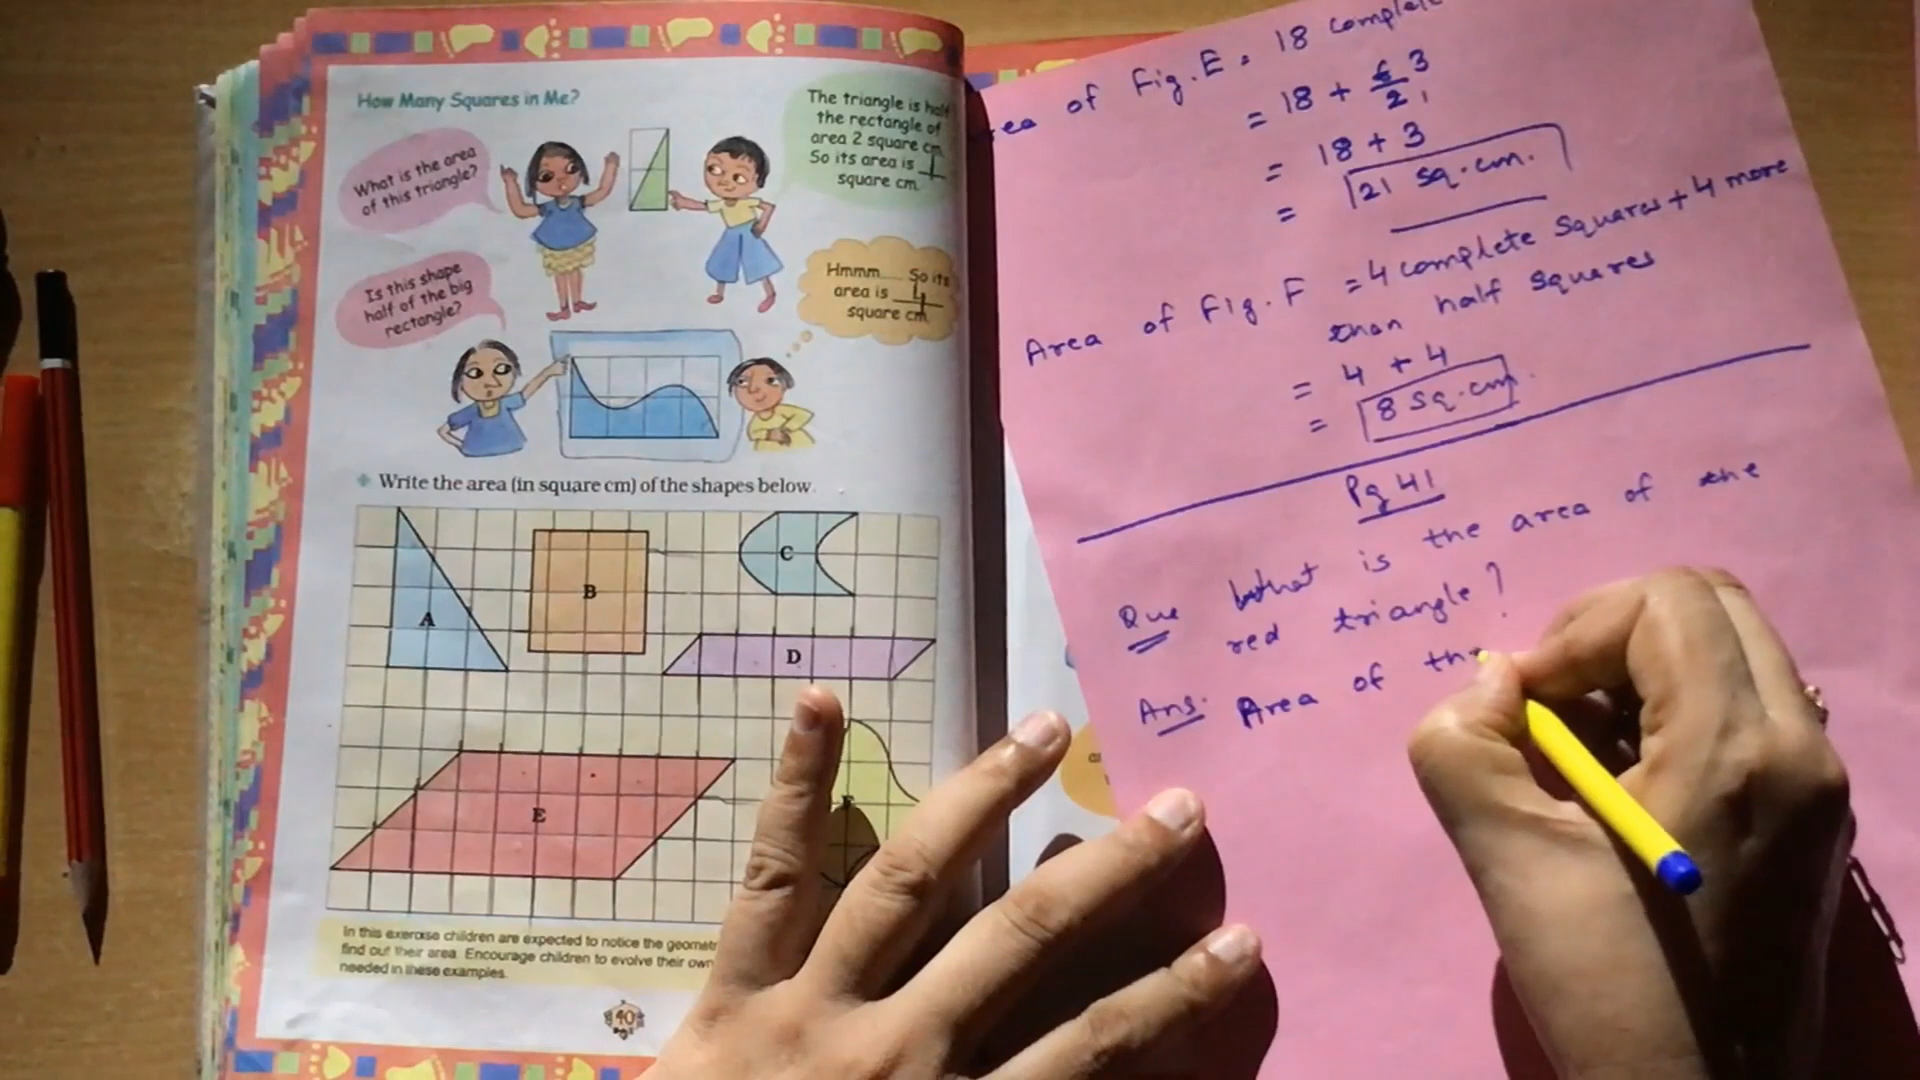 How Many Squares in Me?
What is the area
of this triangle?
The triangle is half
the rectangle of
area 2 square cm.
So its area is 1
square cm.
Is this shape
half of the big
rectangle?
Hmmm... So its
area is 4
square cm.
Write the area (in square cm) of the shapes below.
A
B
C
D
E
F
In this exercise children are expected to notice the
find out their area. Encourage children to evolve their own
needed in these examples.
40
of Fig. E = 18 complete
= 18 + 6/2 3 1
= 18 + 3
= 21 sq.cm.
Area of Fig. F = 4 complete squares + 4 more
than half squares
= 4 + 4
= 8 sq.cm.
Pg 41
Que What is the area of the
red triangle?
Ans. Area of the